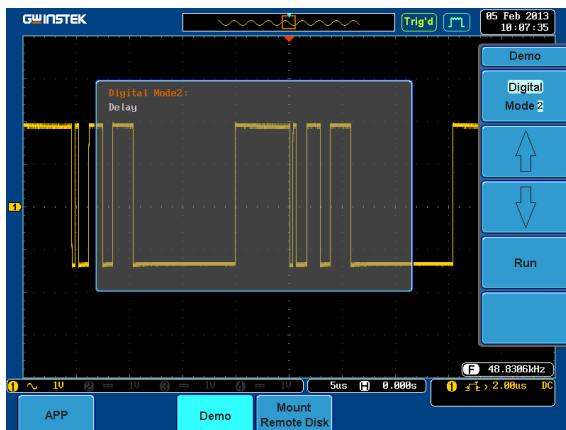 GWINSTEK
Trig'd
05 Feb 2013
10:07:35
Demo
Digital
Mode 2
Digital Mode2:
Delay
1
Run
F 48.8306kHz
1 1V 2 1V 3 1V 4 1V 5us H 0.000s 1 2.00us DC
APP
Demo
Mount
Remote Disk